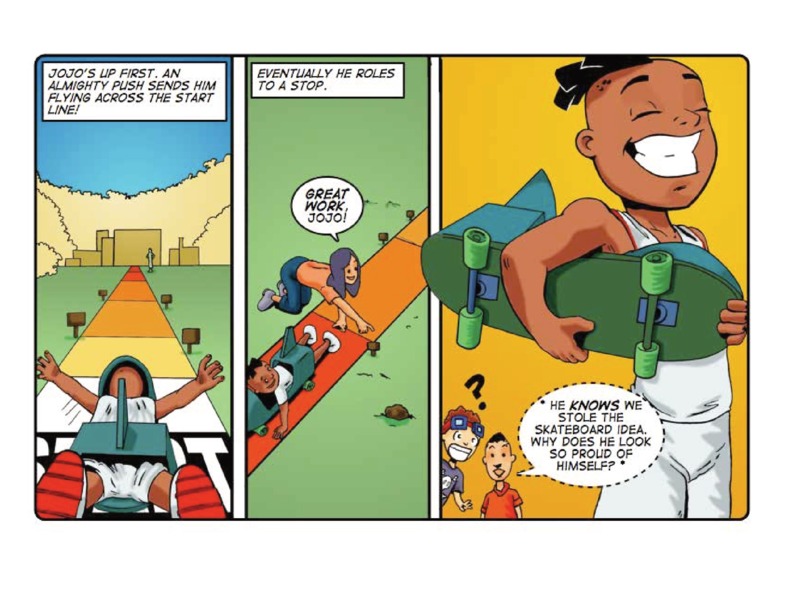 JOJO'S UP FIRST. AN
ALMIGHTY PUSH SENDS HIM
FLYING ACROSS THE START
LINE!
EVENTUALLY HE ROLES
TO A STOP.
GREAT
WORK,
JOJO!
?
* HE KNOWS WE
STOLE THE
SKATEBOARD IDEA.
WHY DOES HE LOOK
SO PROUD OF
HIMSELF? *